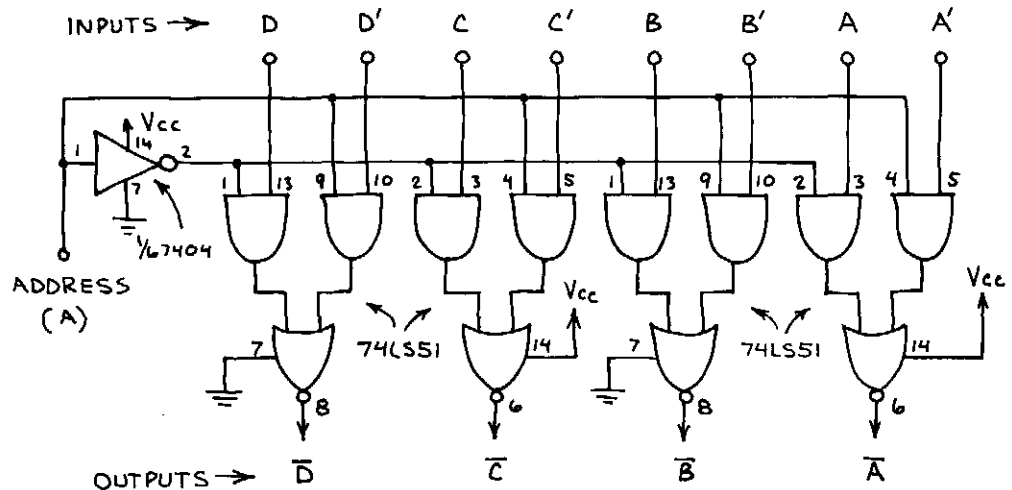 INPUTS → D D' C C' B B' A A'
Vcc
14
1 2
7
1 13 9 10 2 3 4 5 1 13 9 10 2 3 4 5
1/6 7404
ADDRESS
(A)
Vcc Vcc
74LS51 74LS51
7 14 7 14
8 6 8 6
OUTPUTS → D̅ C̅ B̅ A̅